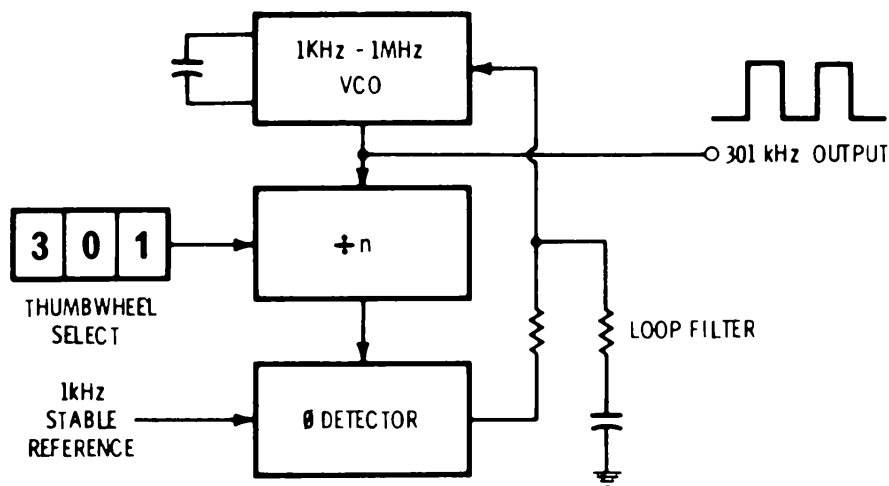 1KHz - 1MHz
VCO
301 kHz OUTPUT
÷n
3 0 1
THUMBWHEEL
SELECT
LOOP FILTER
1kHz
STABLE
REFERENCE
Ø DETECTOR